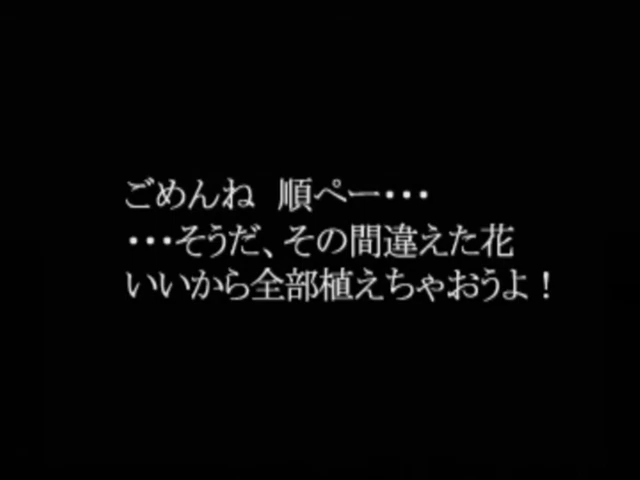 ごめんね　順ペー・・・
・・・そうだ、その間違えた花
いいから全部植えちゃおうよ！